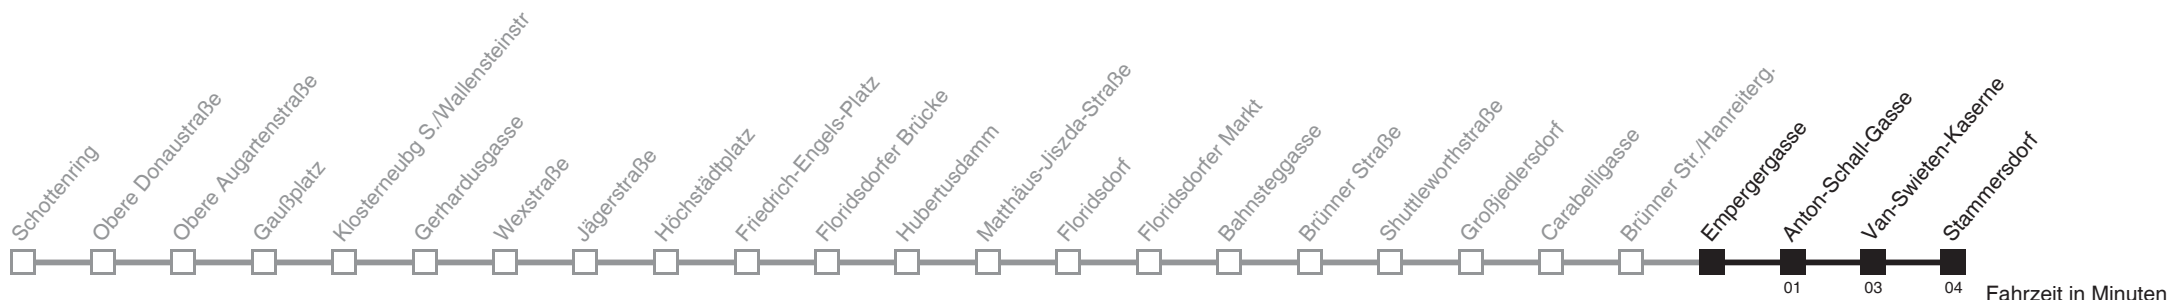 Schottenring
Obere Donaustraße
Obere Augartenstraße
Gaußplatz
Klosterneubg S./Wallensteinstr
Gerhardusgasse
Wexstraße
Jägerstraße
Höchstädtplatz
Friedrich-Engels-Platz
Floridsdorfer Brücke
Hubertusdamm
Matthäus-Jiszda-Straße
Floridsdorf
Floridsdorfer Markt
Bahnsteggasse
Brünner Straße
Shuttleworthstraße
Großjedlersdorf
Carabelligasse
Brünner Str./Hanreiterg.
Empergergasse
Anton-Schall-Gasse
Van-Swieten-Kaserne
Stammersdorf
01 03 04 Fahrzeit in Minuten